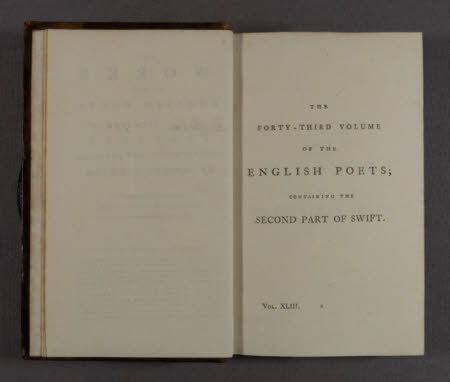 THE
FORTY-THIRD VOLUME
OF THE
ENGLISH POETS;
CONTAINING THE
SECOND PART OF SWIFT.
VOL. XLIII.